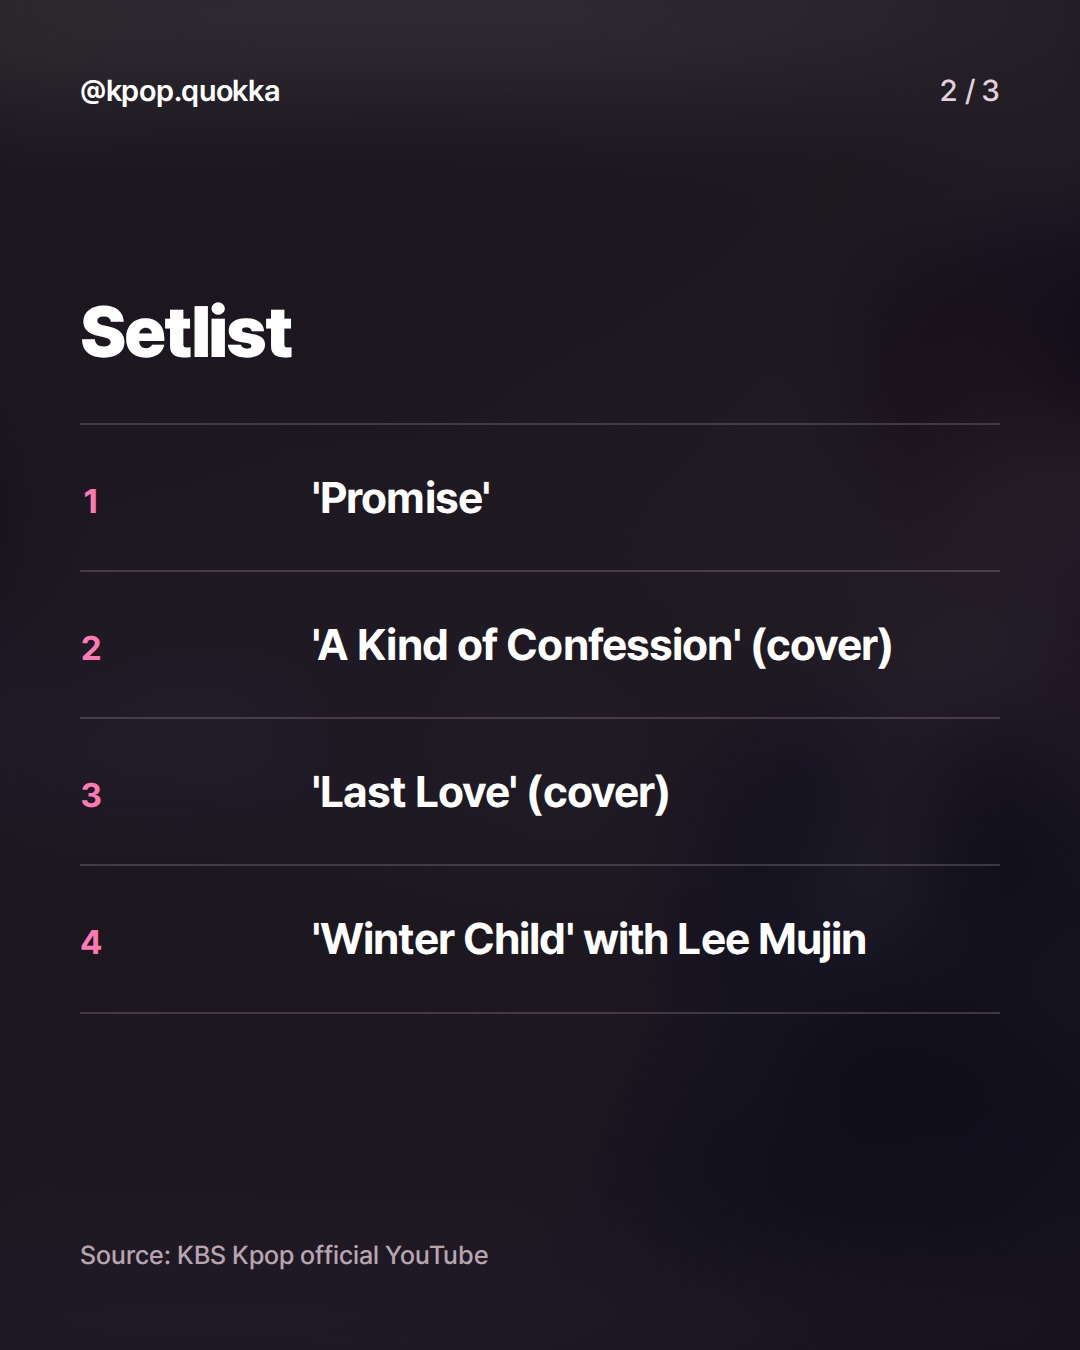 @kpop.quokka
2 / 3
Setlist
1 'Promise'
2 'A Kind of Confession' (cover)
3 'Last Love' (cover)
4 'Winter Child' with Lee Mujin
Source: KBS Kpop official YouTube